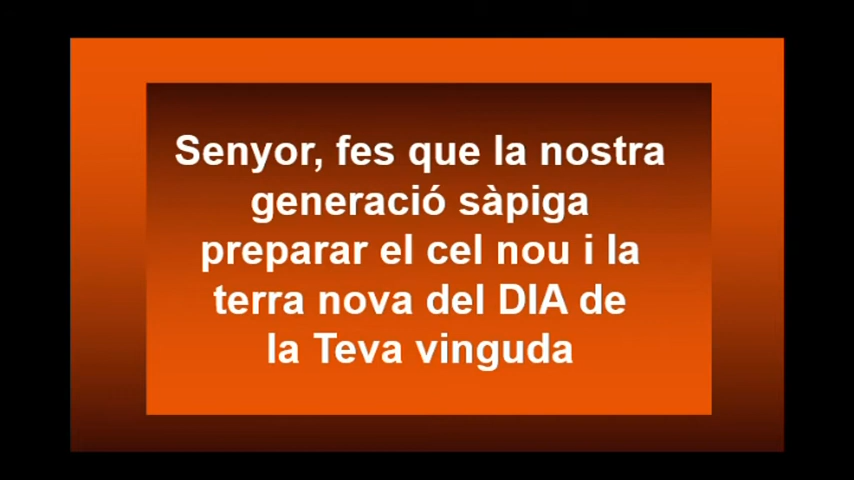 Senyor, fes que la nostra
generació sàpiga
preparar el cel nou i la
terra nova del DIA de
la Teva vinguda